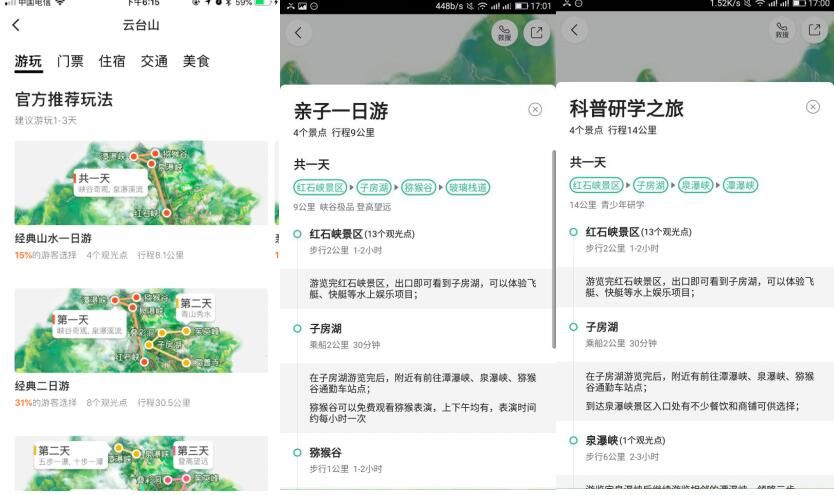 中国电信
下午6:15
59%
云台山
游玩 门票 住宿 交通 美食
官方推荐玩法
建议游玩1-3天
潭瀑峡
猕猴谷
泉瀑峡
共一天
峡谷奇观,泉瀑溪流
红石峡
经典山水一日游
15%的游客选择 4个观光点 行程8.1公里
潭瀑峡
猕猴谷
泉瀑峡
第二天
青山秀水
第一天
峡谷奇观,泉瀑溪流
子房湖
红石峡
经典二日游
31%的游客选择 8个观光点 行程30.5公里
第二天
五步一瀑,十步一潭
第三天
登高望远
448b/s
17:01
救援
亲子一日游
4个景点 行程9公里
共一天
红石峡景区 子房湖 猕猴谷 玻璃栈道
9公里 峡谷极品 登高望远
红石峡景区(13个观光点)
步行2公里 1-2小时
游览完红石峡景区,出口即可看到子房湖,可以体验飞
艇、快艇等水上娱乐项目;
子房湖
乘船2公里 30分钟
在子房湖游览完后,附近有前往潭瀑峡、泉瀑峡、猕猴
谷通勤车站点;
猕猴谷可以免费观看猕猴表演,上下午均有,表演时间
约每小时一次
猕猴谷
步行1公里 1-2小时
1.52K/s
17:00
救援
科普研学之旅
4个景点 行程14公里
共一天
红石峡景区 子房湖 泉瀑峡 潭瀑峡
14公里 青少年研学
红石峡景区(13个观光点)
步行2公里 1-2小时
游览完红石峡景区,出口即可看到子房湖,可以体验飞
艇、快艇等水上娱乐项目;
子房湖
乘船2公里 30分钟
在子房湖游览完后,附近有前往潭瀑峡、泉瀑峡、猕猴
谷通勤车站点;
到达泉瀑峡景区入口处有不少餐饮和商铺可供选择;
泉瀑峡(1个观光点)
步行6公里 2-3小时